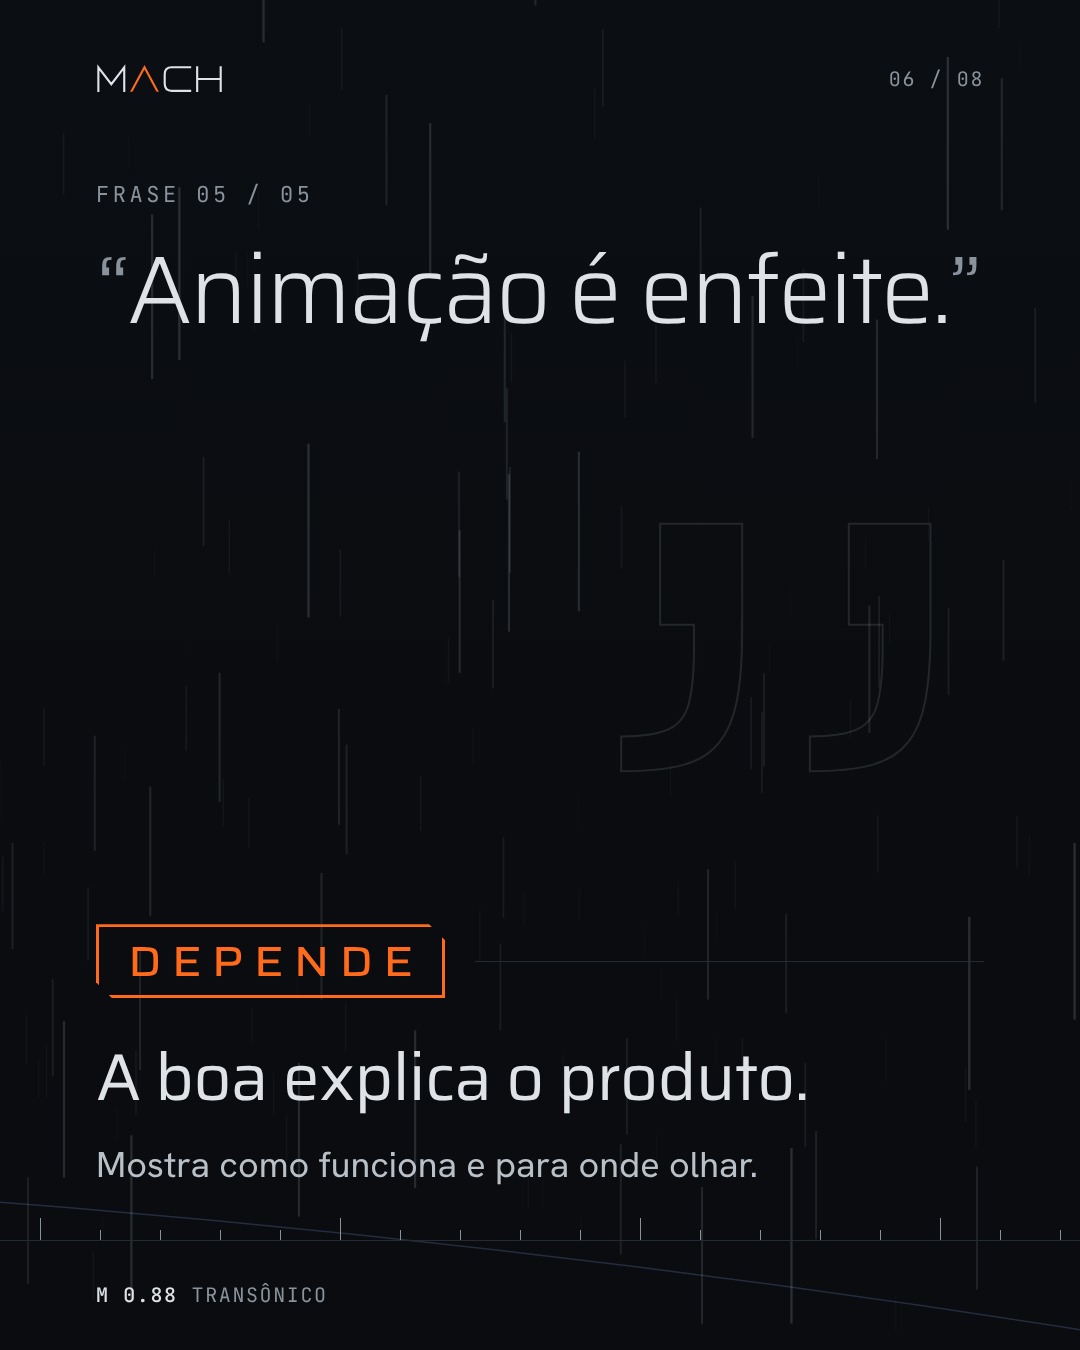 MACH
06 / 08
FRASE 05 / 05
“Animação é enfeite.”
DEPENDE
A boa explica o produto.
Mostra como funciona e para onde olhar.
M 0.88 TRANSÔNICO